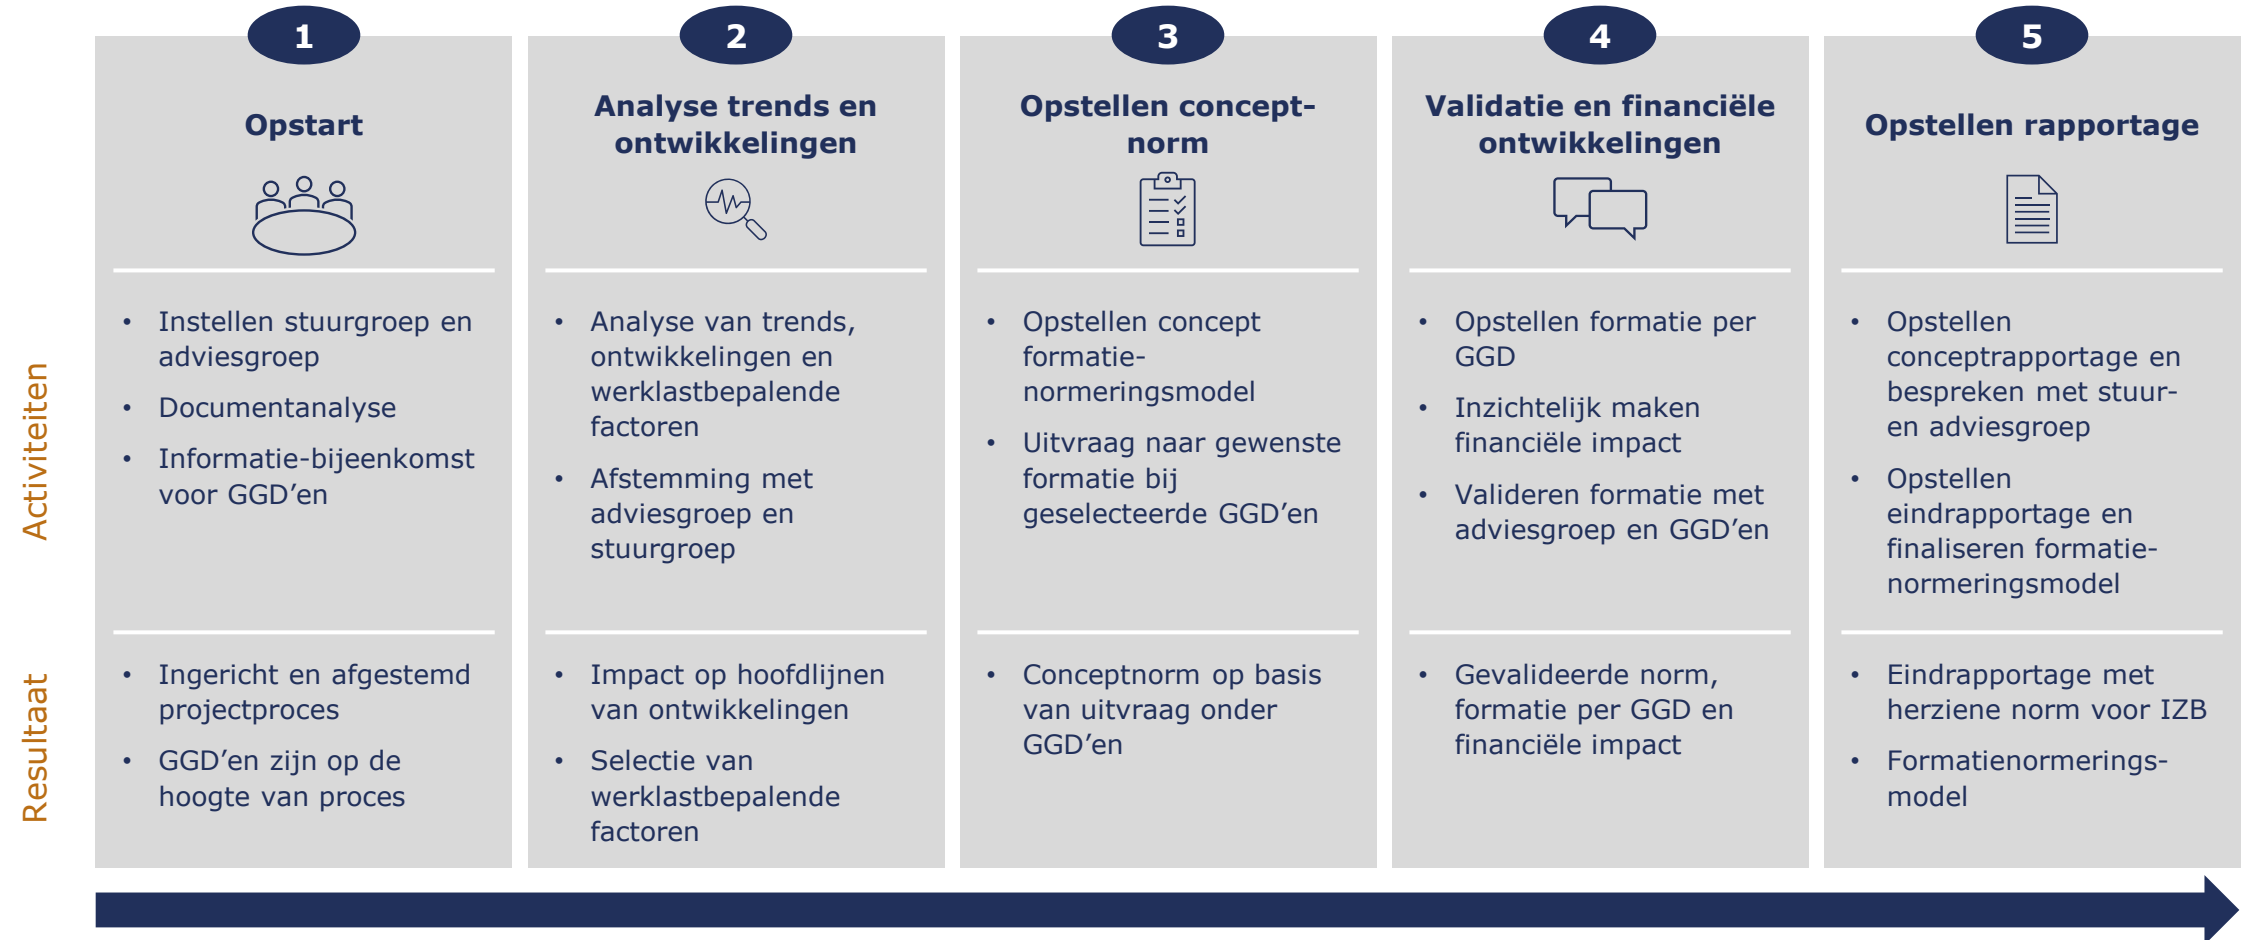 1
Opstart
• Instellen stuurgroep en
adviesgroep
• Documentanalyse
• Informatie-bijeenkomst
voor GGD’en
• Ingericht en afgestemd
projectproces
• GGD’en zijn op de
hoogte van proces
2
Analyse trends en
ontwikkelingen
• Analyse van trends,
ontwikkelingen en
werklastbepalende
factoren
• Afstemming met
adviesgroep en
stuurgroep
• Impact op hoofdlijnen
van ontwikkelingen
• Selectie van
werklastbepalende
factoren
3
Opstellen concept-
norm
• Opstellen concept
formatie-
normeringsmodel
• Uitvraag naar gewenste
formatie bij
geselecteerde GGD’en
• Conceptnorm op basis
van uitvraag onder
GGD’en
4
Validatie en financiële
ontwikkelingen
• Opstellen formatie per
GGD
• Inzichtelijk maken
financiële impact
• Valideren formatie met
adviesgroep en GGD’en
• Gevalideerde norm,
formatie per GGD en
financiële impact
5
Opstellen rapportage
• Opstellen
conceptrapportage en
bespreken met stuur-
en adviesgroep
• Opstellen
eindrapportage en
finaliseren formatie-
normeringsmodel
• Eindrapportage met
herziene norm voor IZB
• Formatienormerings-
model
Activiteiten
Resultaat